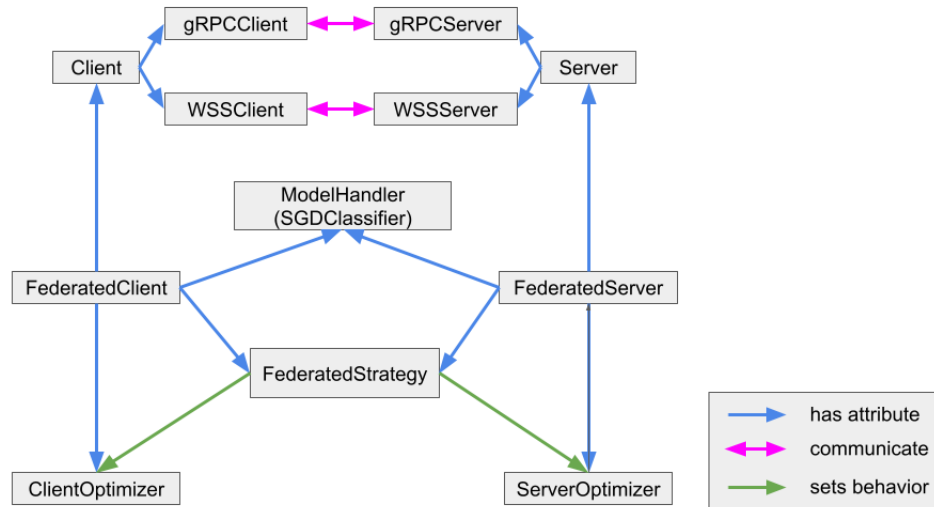 gRPCClient
gRPCServer
Client
Server
WSSClient
WSSServer
ModelHandler
(SGDClassifier)
FederatedClient
FederatedServer
FederatedStrategy
ClientOptimizer
ServerOptimizer
has attribute
communicate
sets behavior